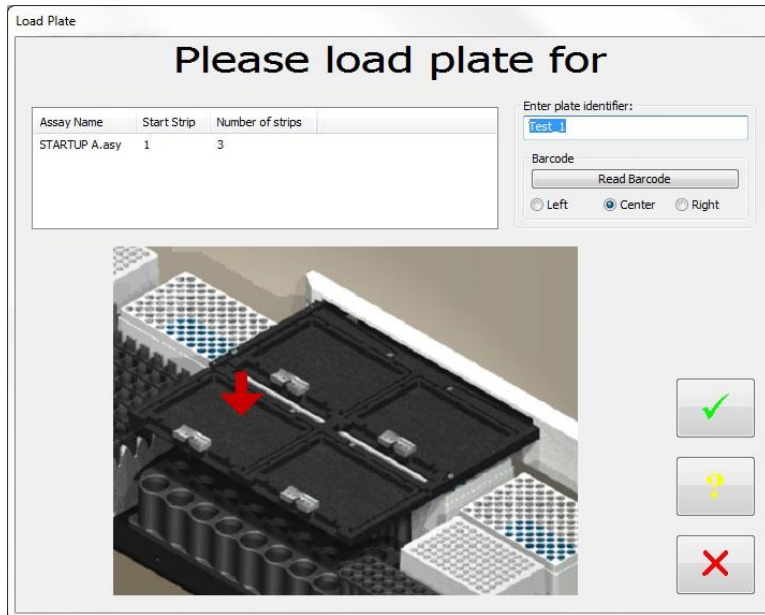 Load Plate
Please load plate for
Assay Name Start Strip Number of strips
STARTUP A.asy 1 3
Enter plate identifier:
Test_1
Barcode
Read Barcode
Left Center Right
?